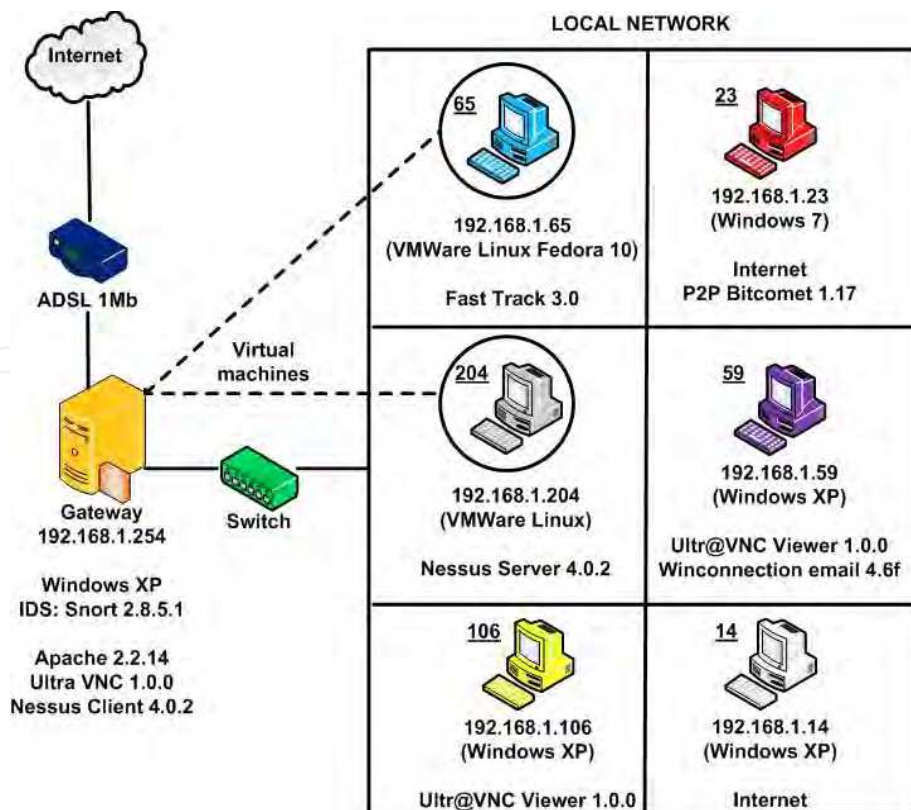 LOCAL NETWORK
Internet
ADSL 1Mb
Virtual
machines
Gateway
192.168.1.254
Windows XP
IDS: Snort 2.8.5.1
Apache 2.2.14
Ultra VNC 1.0.0
Nessus Client 4.0.2
Switch
65
192.168.1.65
(VMWare Linux Fedora 10)
Fast Track 3.0
23
192.168.1.23
(Windows 7)
Internet
P2P Bitcomet 1.17
204
192.168.1.204
(VMWare Linux)
Nessus Server 4.0.2
59
192.168.1.59
(Windows XP)
Ultr@VNC Viewer 1.0.0
Winconnection email 4.6f
106
192.168.1.106
(Windows XP)
Ultr@VNC Viewer 1.0.0
14
192.168.1.14
(Windows XP)
Internet